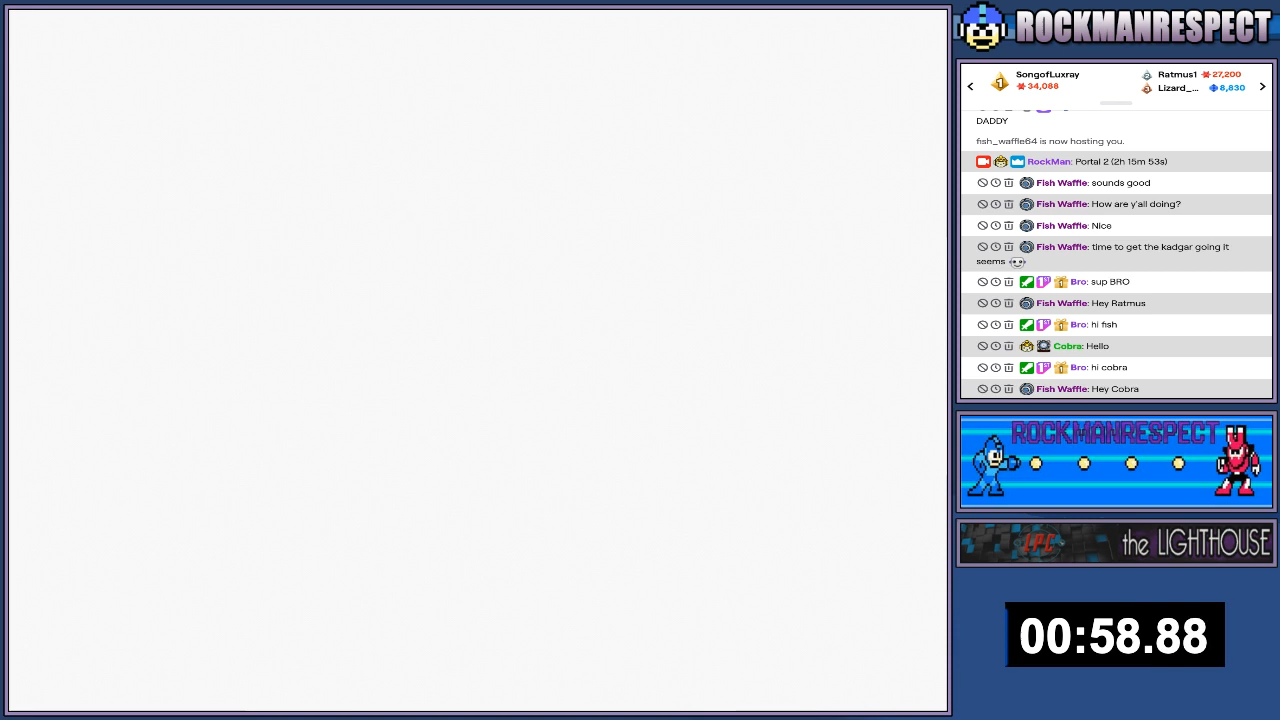 ROCKMANRESPECT
SongofLuxray
34,088
Ratmus1 27,200
Lizard_... 8,830
DADDY
fish_waffle64 is now hosting you.
RockMan: Portal 2 (2h 15m 53s)
Fish Waffle: sounds good
Fish Waffle: How are y'all doing?
Fish Waffle: Nice
Fish Waffle: time to get the kadgar going it
seems
Bro: sup BRO
Fish Waffle: Hey Ratmus
Bro: hi fish
Cobra: Hello
Bro: hi cobra
Fish Waffle: Hey Cobra
ROCKMANRESPECT
LPC the LIGHTHOUSE
00:58.88